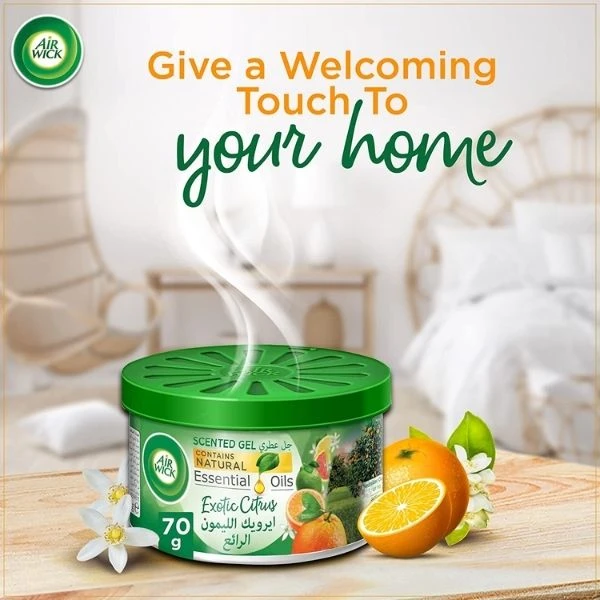 AIR
WICK
Give a Welcoming
Touch To
your home
SCENTED GEL جل عطري
CONTAINS
NATURAL
Essential Oils
AIR
WICK
Exotic Citrus
ايرويك الليمون
الرائع
70
g